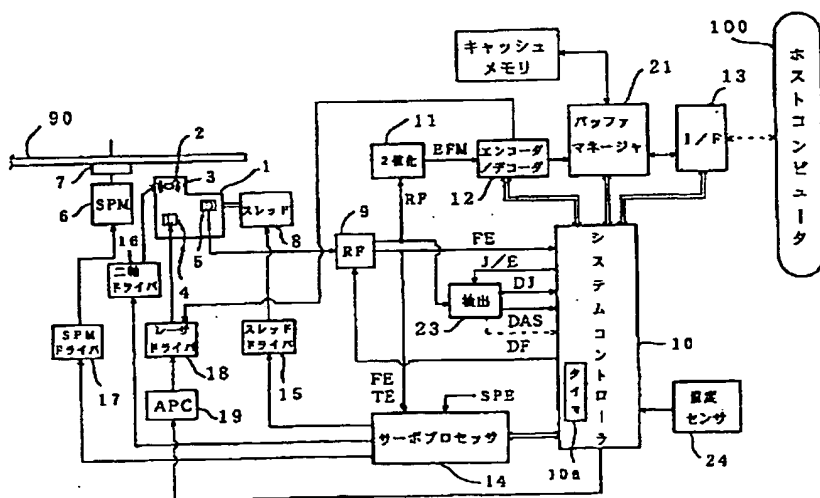 100
キャッシュ
メモリ
21
13
ホストコンピュータ
90
2
11
バッファ
マネージャ
I/F
7
3
1
2値化
EFM
エンコーダ
/デコーダ
6
SPM
スレッド
12
RF
16
9
5
8
RF
FE
二軸
ドライバ
4
J/E
検出
DJ
23
DAS
DF
システムコントローラ
10
SPM
ドライバ
レーザ
ドライバ
スレッド
ドライバ
17
18
15
FE
TE
SPE
タイマ
APC
19
サーボプロセッサ
10a
センサ
14
24